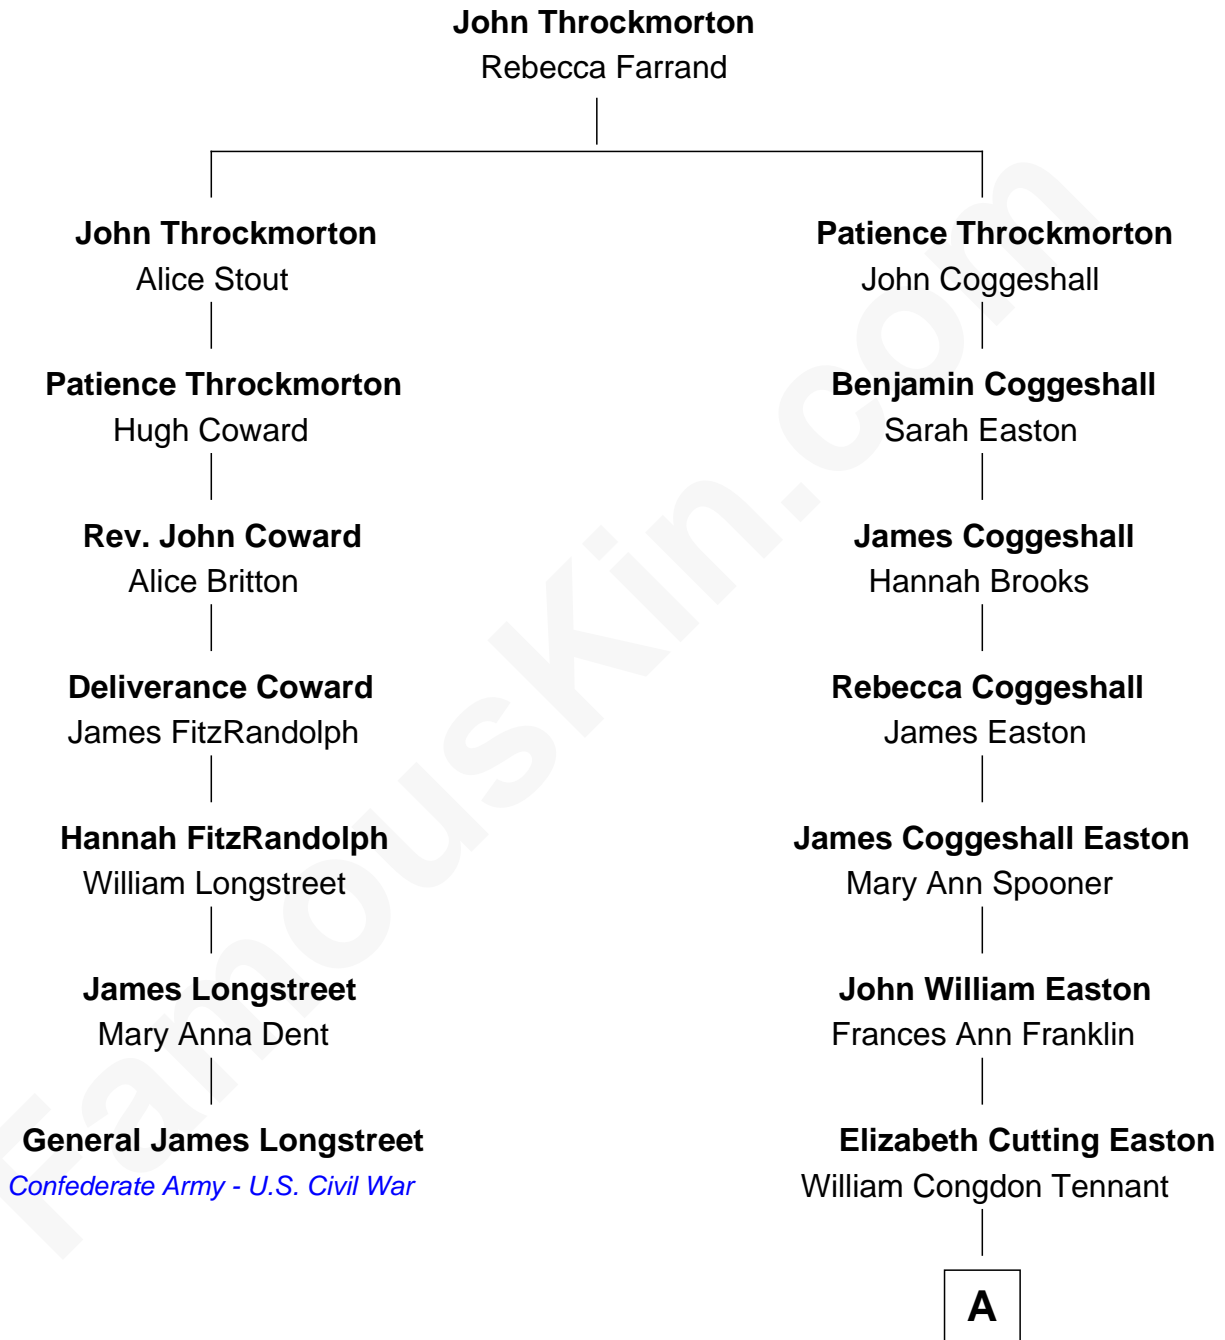 John Throckmorton
Rebecca Farrand
John Throckmorton
Alice Stout
Patience Throckmorton
Hugh Coward
Rev. John Coward
Alice Britton
Deliverance Coward
James FitzRandolph
Hannah FitzRandolph
William Longstreet
James Longstreet
Mary Anna Dent
General James Longstreet
Confederate Army - U.S. Civil War
Patience Throckmorton
John Coggeshall
Benjamin Coggeshall
Sarah Easton
James Coggeshall
Hannah Brooks
Rebecca Coggeshall
James Easton
James Coggeshall Easton
Mary Ann Spooner
John William Easton
Frances Ann Franklin
Elizabeth Cutting Easton
William Congdon Tennant
A
FamousKin.com